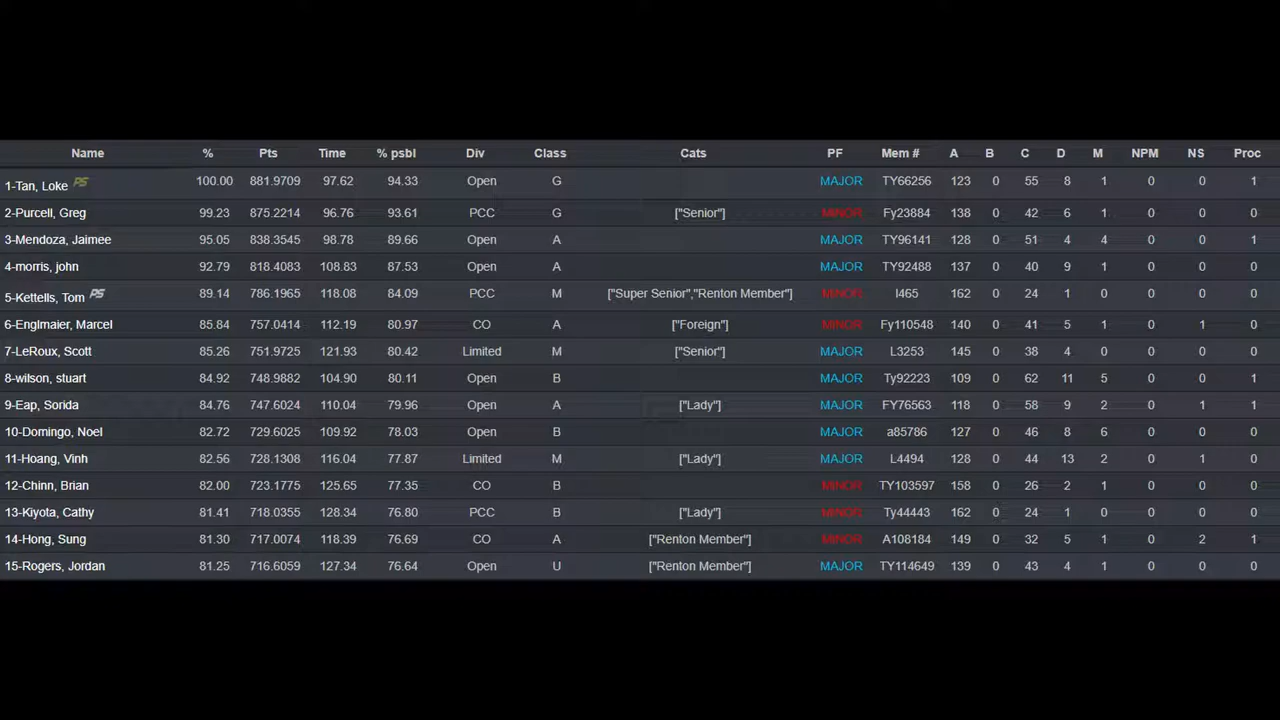 Name % Pts Time % psbl Div Class Cats PF Mem # A B C D M NPM NS Proc
1-Tan, Loke PS 100.00 881.9709 97.62 94.33 Open G MAJOR TY66256 123 0 55 8 1 0 0 1
2-Purcell, Greg 99.23 875.2214 96.76 93.61 PCC G ["Senior"] MINOR Fy23884 138 0 42 6 1 0 0 0
3-Mendoza, Jaimee 95.05 838.3545 98.78 89.66 Open A MAJOR TY96141 128 0 51 4 4 0 0 1
4-morris, john 92.79 818.4083 108.83 87.53 Open A MAJOR TY92488 137 0 40 9 1 0 0 0
5-Kettells, Tom PS 89.14 786.1965 118.08 84.09 PCC M ["Super Senior","Renton Member"] MINOR l465 162 0 24 1 0 0 0 0
6-Englmaier, Marcel 85.84 757.0414 112.19 80.97 CO A ["Foreign"] MINOR Fy110548 140 0 41 5 1 0 1 0
7-LeRoux, Scott 85.26 751.9725 121.93 80.42 Limited M ["Senior"] MAJOR L3253 145 0 38 4 0 0 0 0
8-wilson, stuart 84.92 748.9882 104.90 80.11 Open B MAJOR Ty92223 109 0 62 11 5 0 0 1
9-Eap, Sorida 84.76 747.6024 110.04 79.96 Open A ["Lady"] MAJOR FY76563 118 0 58 9 2 0 1 1
10-Domingo, Noel 82.72 729.6025 109.92 78.03 Open B MAJOR a85786 127 0 46 8 6 0 0 0
11-Hoang, Vinh 82.56 728.1308 116.04 77.87 Limited M ["Lady"] MAJOR L4494 128 0 44 13 2 0 1 0
12-Chinn, Brian 82.00 723.1775 125.65 77.35 CO B MINOR TY103597 158 0 26 2 1 0 0 0
13-Kiyota, Cathy 81.41 718.0355 128.34 76.80 PCC B ["Lady"] MINOR Ty44443 162 0 24 1 0 0 0 0
14-Hong, Sung 81.30 717.0074 118.39 76.69 CO A ["Renton Member"] MINOR A108184 149 0 32 5 1 0 2 1
15-Rogers, Jordan 81.25 716.6059 127.34 76.64 Open U ["Renton Member"] MAJOR TY114649 139 0 43 4 1 0 0 0